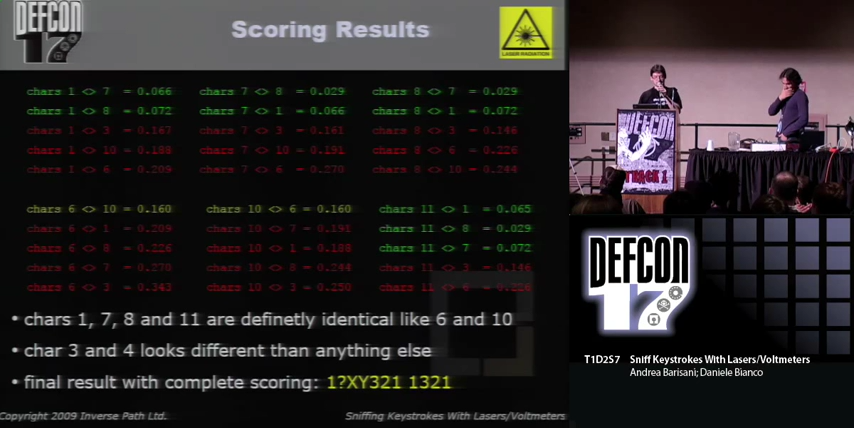 DEFCON
17
Scoring Results
LASER RADIATION
chars 1 <> 7 = 0.066
chars 1 <> 8 = 0.072
chars 1 <> 3 = 0.167
chars 1 <> 10 = 0.188
chars 1 <> 6 = 0.209
chars 7 <> 8 = 0.029
chars 7 <> 1 = 0.066
chars 7 <> 3 = 0.161
chars 7 <> 10 = 0.191
chars 7 <> 6 = 0.270
chars 8 <> 7 = 0.029
chars 8 <> 1 = 0.072
chars 8 <> 3 = 0.146
chars 8 <> 6 = 0.226
chars 8 <> 10 = 0.244
chars 6 <> 10 = 0.160
chars 6 <> 1 = 0.209
chars 6 <> 8 = 0.226
chars 6 <> 7 = 0.270
chars 6 <> 3 = 0.343
chars 10 <> 6 = 0.160
chars 10 <> 7 = 0.191
chars 10 <> 1 = 0.188
chars 10 <> 8 = 0.244
chars 10 <> 3 = 0.250
chars 11 <> 1 = 0.065
chars 11 <> 8 = 0.029
chars 11 <> 7 = 0.072
chars 11 <> 3 = 0.146
chars 11 <> 6 = 0.226
• chars 1, 7, 8 and 11 are definetly identical like 6 and 10
• char 3 and 4 looks different than anything else
• final result with complete scoring: 1?XY321 1321
Copyright 2009 Inverse Path Ltd.
Sniffing Keystrokes With Lasers/Voltmeters
DEFCON
TRACK 1
DEFCON
17
T1D2S7 Sniff Keystrokes With Lasers/Voltmeters
Andrea Barisani; Daniele Bianco